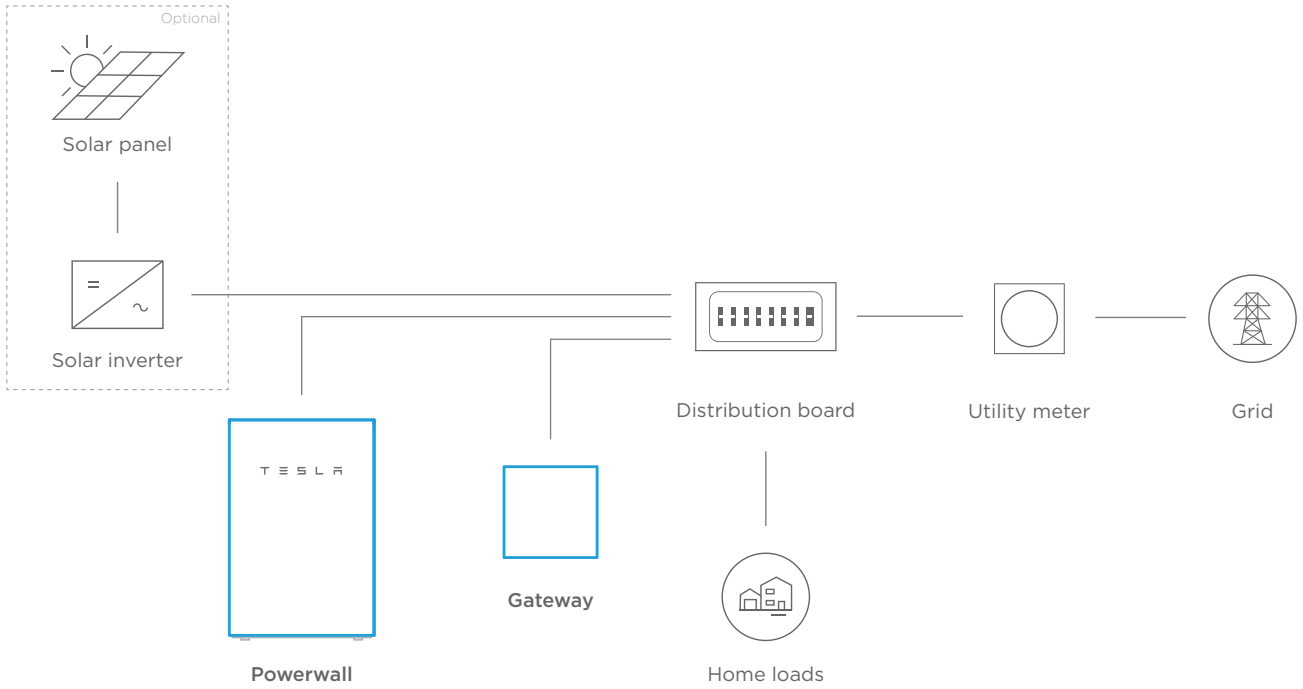 Optional
Solar panel
Solar inverter
Distribution board
Utility meter
Grid
TESLA
Gateway
Powerwall
Home loads